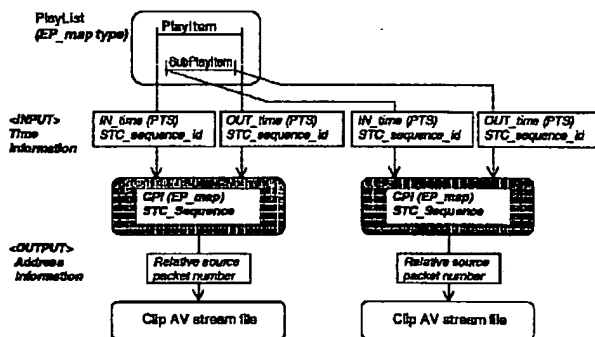 PlayList
(EP_map type)
PlayItem
SubPlayItem
<INPUT>
Time
Information
IN_time (PTS)
STC_sequence_id
OUT_time (PTS)
STC_sequence_id
IN_time (PTS)
STC_sequence_id
OUT_time (PTS)
STC_sequence_id
CPI (EP_map)
STC_Sequence
CPI (EP_map)
STC_Sequence
<OUTPUT>
Address
Information
Relative source
packet number
Relative source
packet number
Clip AV stream file
Clip AV stream file